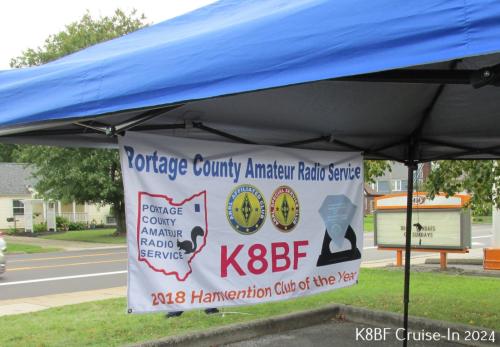 Portage County Amateur Radio Service
PORTAGE
COUNTY
AMATEUR
RADIO
SERVICE
K8BF
2018 Hamvention Club of the Year
SUNDAYS
K8BF Cruise-In 2024